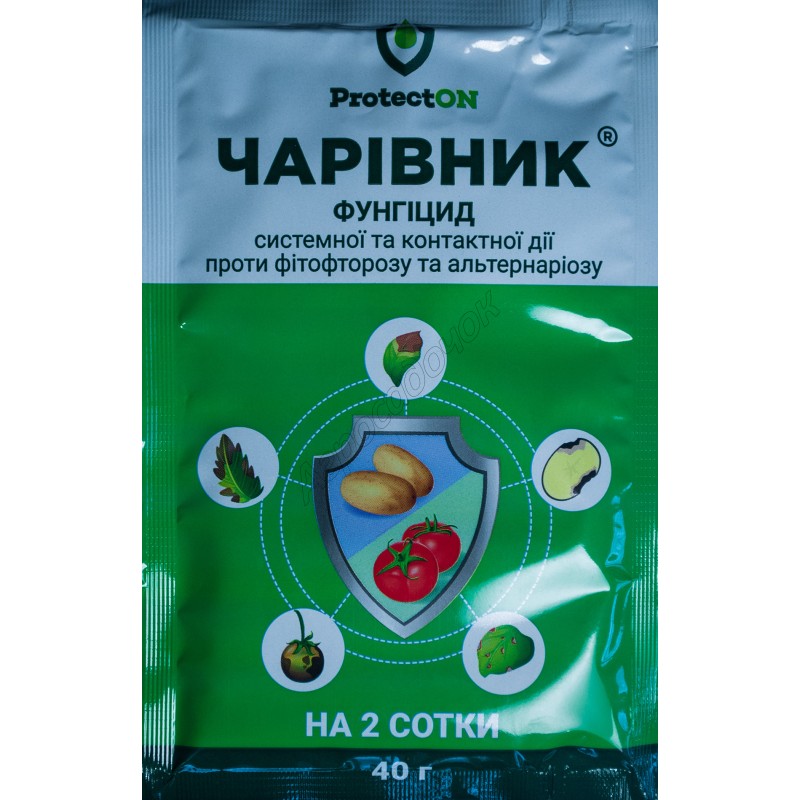 ProtectON
ЧАРІВНИК®
ФУНГІЦИД
системної та контактної дії
проти фітофторозу та альтернаріозу
НА 2 СОТКИ
40 г